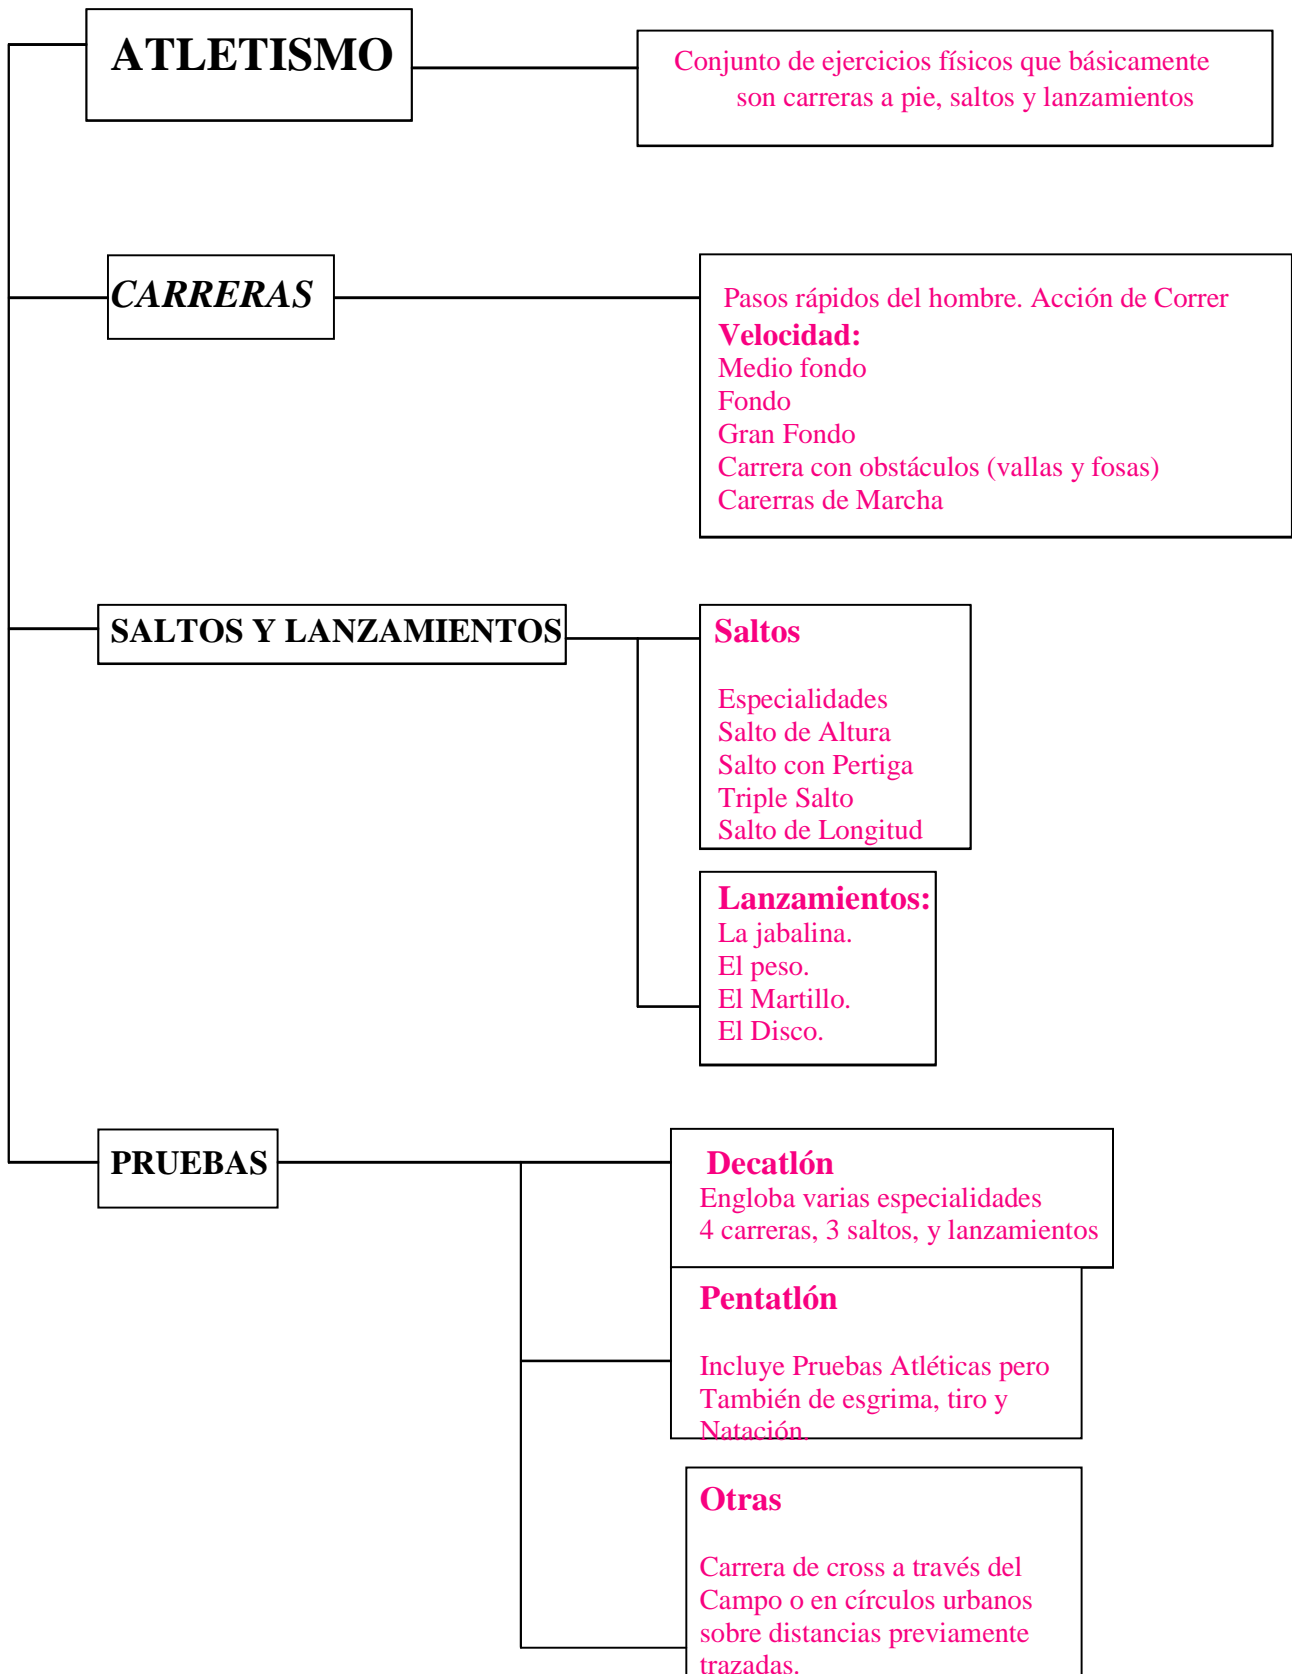 ATLETISMO
Conjunto de ejercicios físicos que básicamente
son carreras a pie, saltos y lanzamientos
CARRERAS
Pasos rápidos del hombre. Acción de Correr
Velocidad:
Medio fondo
Fondo
Gran Fondo
Carrera con obstáculos (vallas y fosas)
Carerras de Marcha
SALTOS Y LANZAMIENTOS
Saltos
Especialidades
Salto de Altura
Salto con Pertiga
Triple Salto
Salto de Longitud
Lanzamientos:
La jabalina.
El peso.
El Martillo.
El Disco.
PRUEBAS
Decatlón
Engloba varias especialidades
4 carreras, 3 saltos, y lanzamientos
Pentatlón
Incluye Pruebas Atléticas pero
También de esgrima, tiro y
Natación.
Otras
Carrera de cross a través del
Campo o en círculos urbanos
sobre distancias previamente
trazadas.